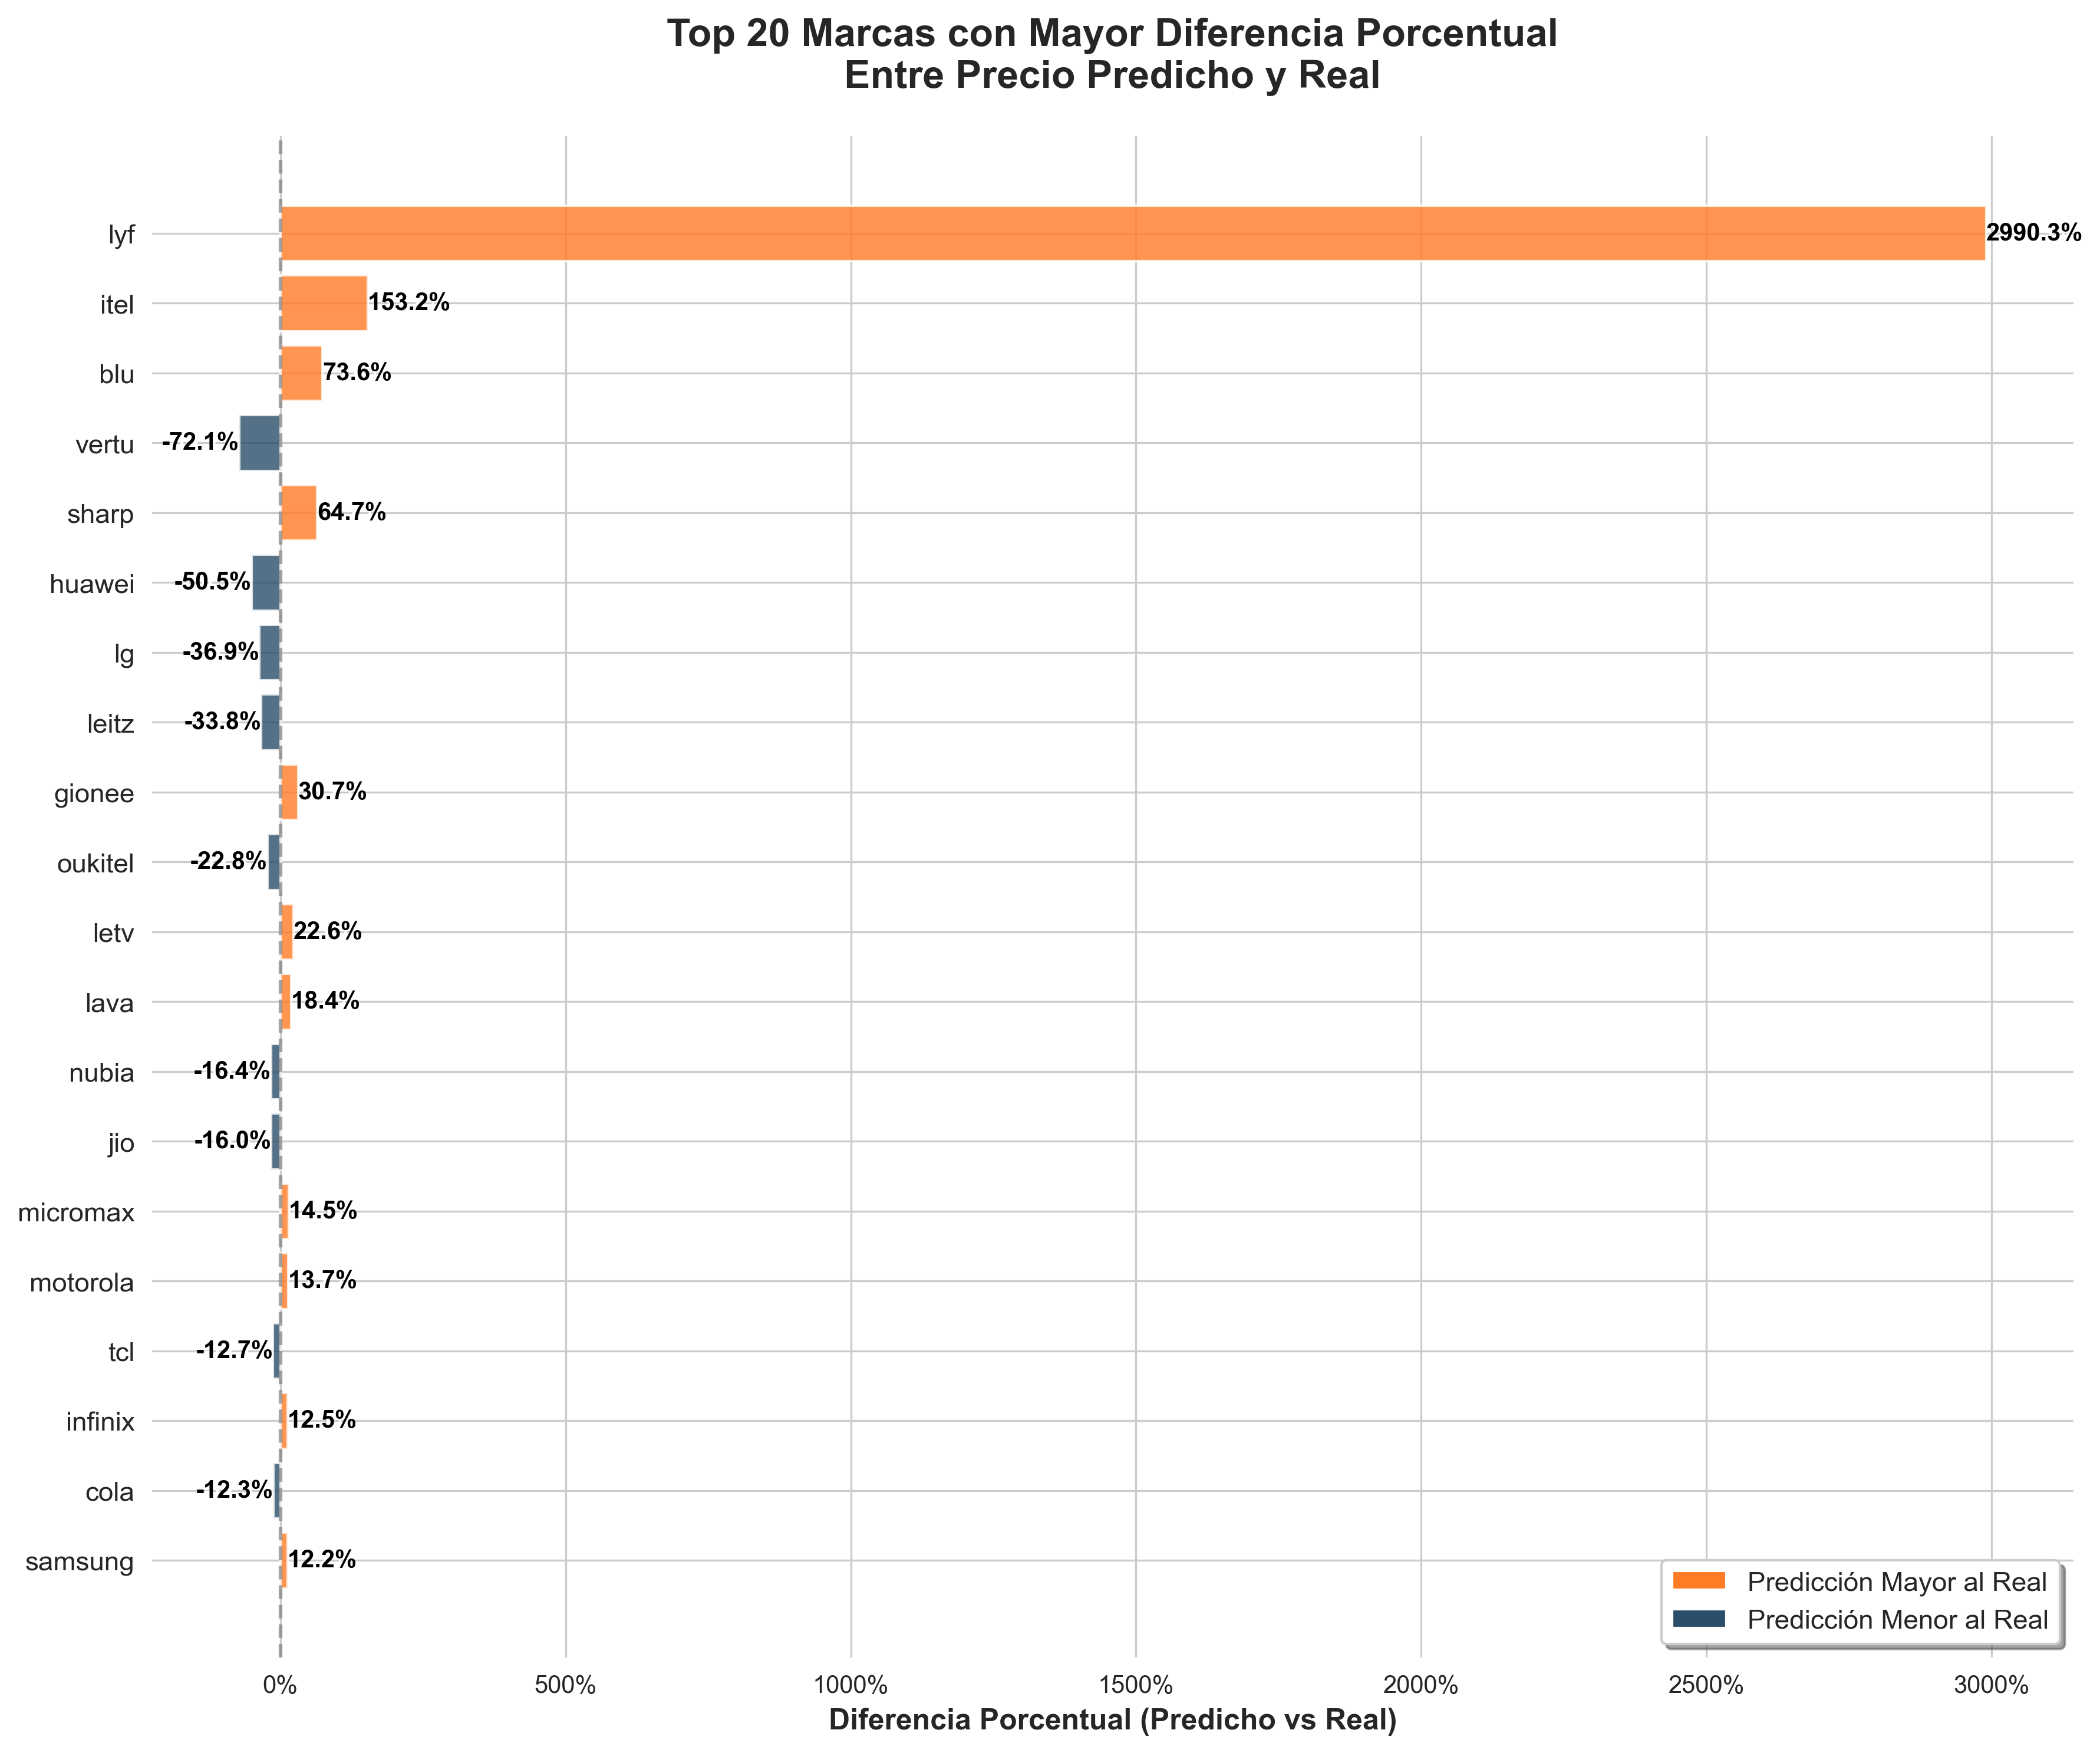 Top 20 Marcas con Mayor Diferencia Porcentual
Entre Precio Predicho y Real
lyf 2990.3%
itel 153.2%
blu 73.6%
vertu -72.1%
sharp 64.7%
huawei -50.5%
lg -36.9%
leitz -33.8%
gionee 30.7%
oukitel -22.8%
letv 22.6%
lava 18.4%
nubia -16.4%
jio -16.0%
micromax 14.5%
motorola 13.7%
tcl -12.7%
infinix 12.5%
cola -12.3%
samsung 12.2%
Predicción Mayor al Real
Predicción Menor al Real
0% 500% 1000% 1500% 2000% 2500% 3000%
Diferencia Porcentual (Predicho vs Real)